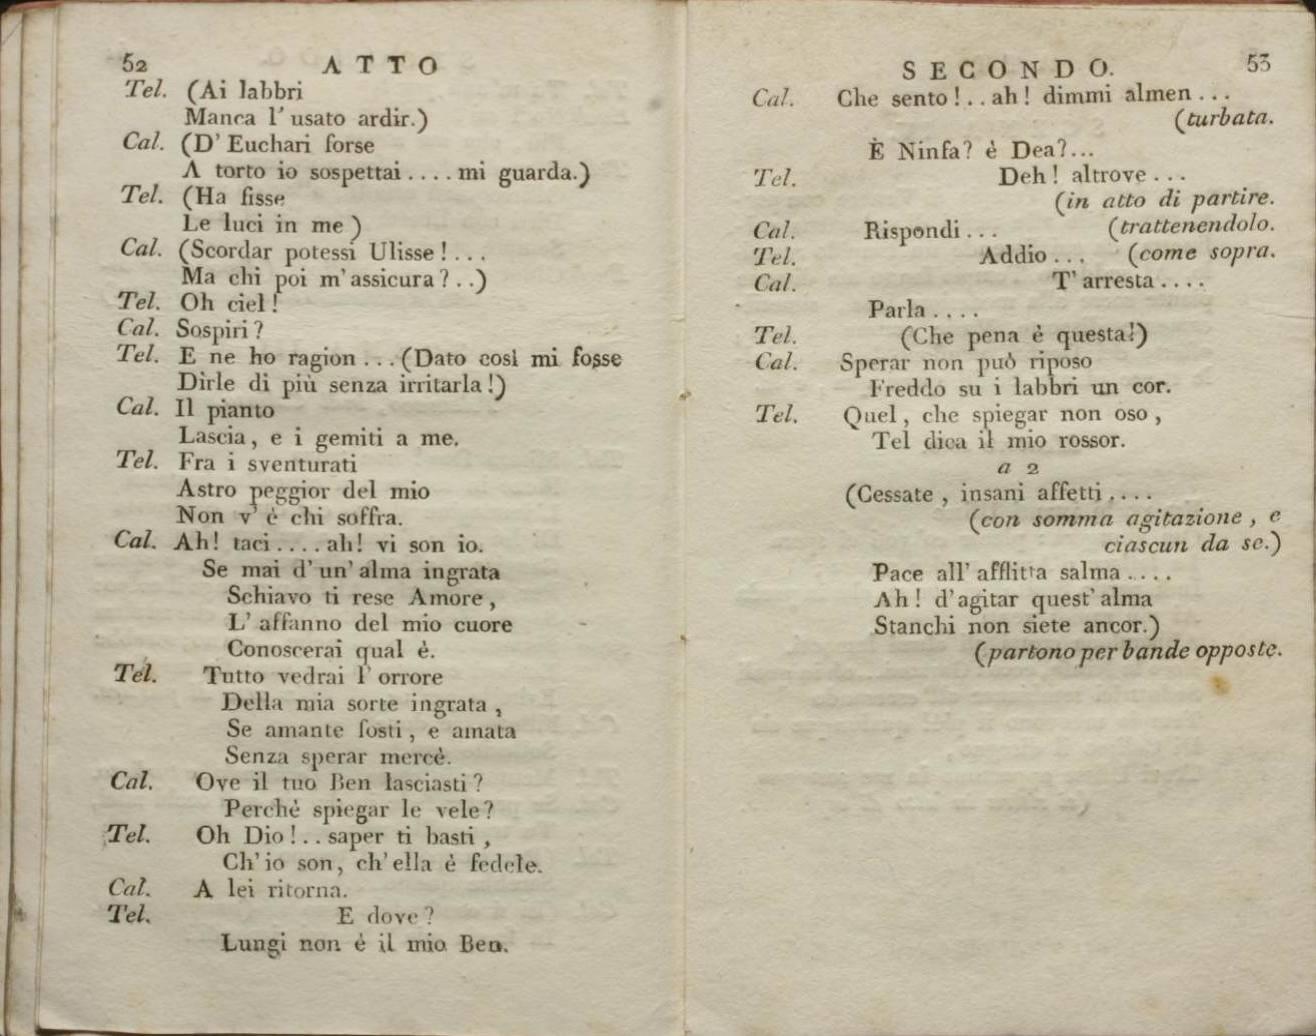 52 ATTO
Tel. (Ai labbri
Manca l'usato ardir.)
Cal. (D' Euchari forse
A torto io sospettai .... mi guarda.)
Tel. (Ha fisse
Le luci in me )
Cal. (Scordar potessi Ulisse !...
Ma chi poi m'assicura ?..)
Tel. Oh ciel !
Cal. Sospiri ?
Tel. E ne ho ragion ... (Dato così mi fosse
Dirle di più senza irritarla !)
Cal. Il pianto
Lascia, e i gemiti a me.
Tel. Fra i sventurati
Astro peggior del mio
Non v' è chi soffra.
Cal. Ah! taci .... ah! vi son io.
Se mai d'un'alma ingrata
Schiavo ti rese Amore,
L' affanno del mio cuore
Conoscerai qual è.
Tel. Tutto vedrai l'orrore
Della mia sorte ingrata,
Se amante fosti, e amata
Senza sperar mercè.
Cal. Ove il tuo Ben lasciasti ?
Perchè spiegar le vele ?
Tel. Oh Dio !.. saper ti basti,
Ch'io son, ch'ella è fedele.
Cal. A lei ritorna.
Tel. E dove ?
Lungi non è il mio Ben.
SECONDO. 53
Cal. Che sento !.. ah! dimmi almen ...
(turbata.
È Ninfa? è Dea?...
Tel. Deh! altrove ...
(in atto di partire.
Cal. Rispondi ... (trattenendolo.
Tel. Addio ... (come sopra.
Cal. T' arresta ....
Parla ....
Tel. (Che pena è questa!)
Cal. Sperar non può riposo
Freddo su i labbri un cor.
Tel. Quel, che spiegar non oso,
Tel dica il mio rossor.
a 2
(Cessate, insani affetti ....
(con somma agitazione, e
ciascun da se.)
Pace all' afflitta salma ....
Ah! d'agitar quest'alma
Stanchi non siete ancor.)
(partono per bande opposte.